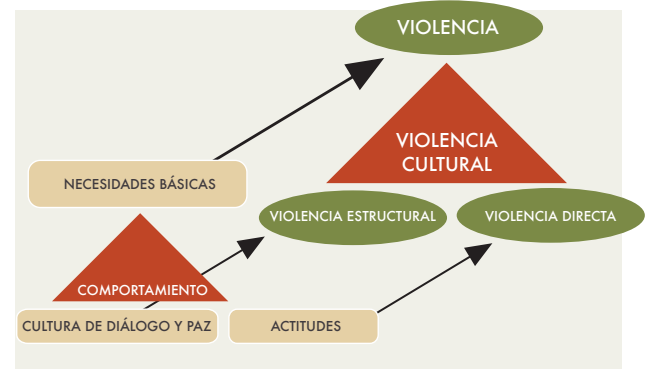 VIOLENCIA
VIOLENCIA
CULTURAL
NECESIDADES BÁSICAS
VIOLENCIA ESTRUCTURAL
VIOLENCIA DIRECTA
COMPORTAMIENTO
CULTURA DE DIÁLOGO Y PAZ
ACTITUDES